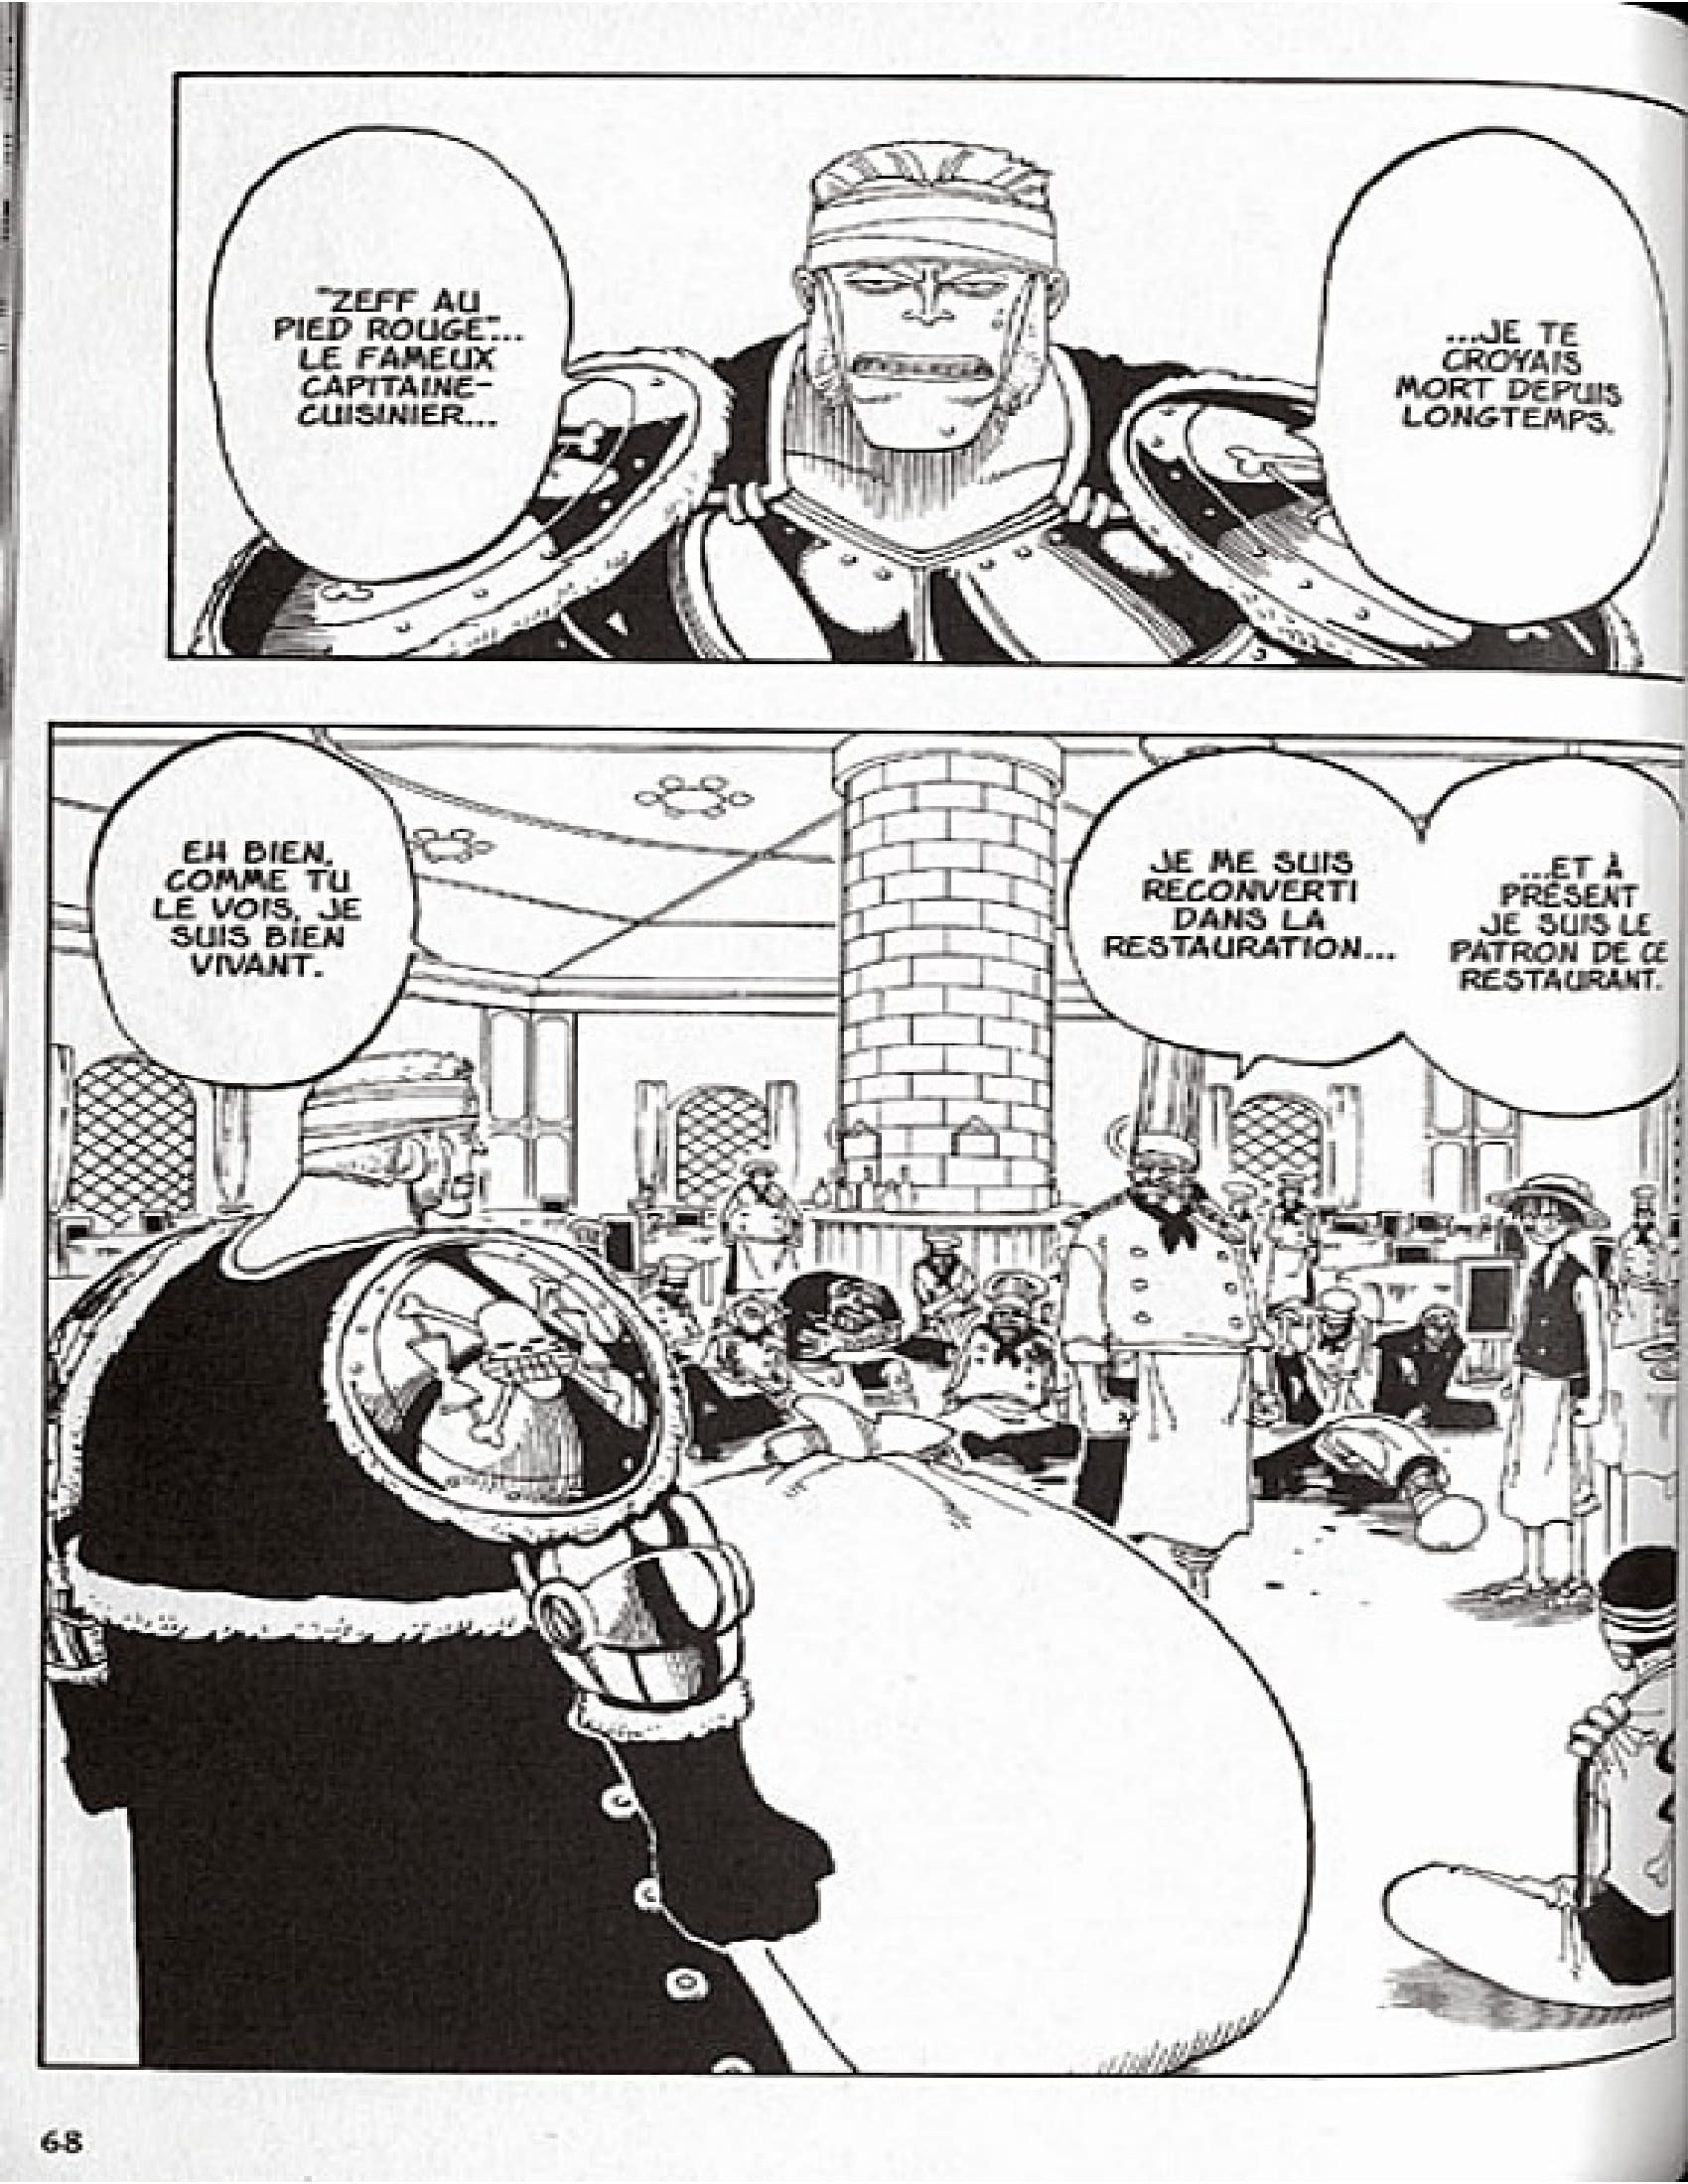 "ZEFF AU
PIED ROUGE"...
LE FAMEUX
CAPITAINE-
CUISINIER...
...JE TE
CROYAIS
MORT DEPUIS
LONGTEMPS.
EH BIEN,
COMME TU
LE VOIS, JE
SUIS BIEN
VIVANT.
JE ME SUIS
RECONVERTI
DANS LA
RESTAURATION...
...ET À
PRÉSENT
JE SUIS LE
PATRON DE CE
RESTAURANT.
68